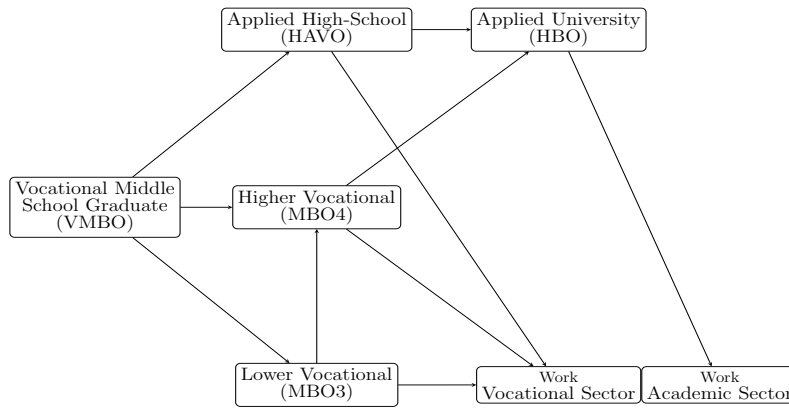 Applied High-School
(HAVO)
Applied University
(HBO)
Vocational Middle
School Graduate
(VMBO)
Higher Vocational
(MBO4)
Lower Vocational
(MBO3)
Work
Vocational Sector
Work
Academic Sector